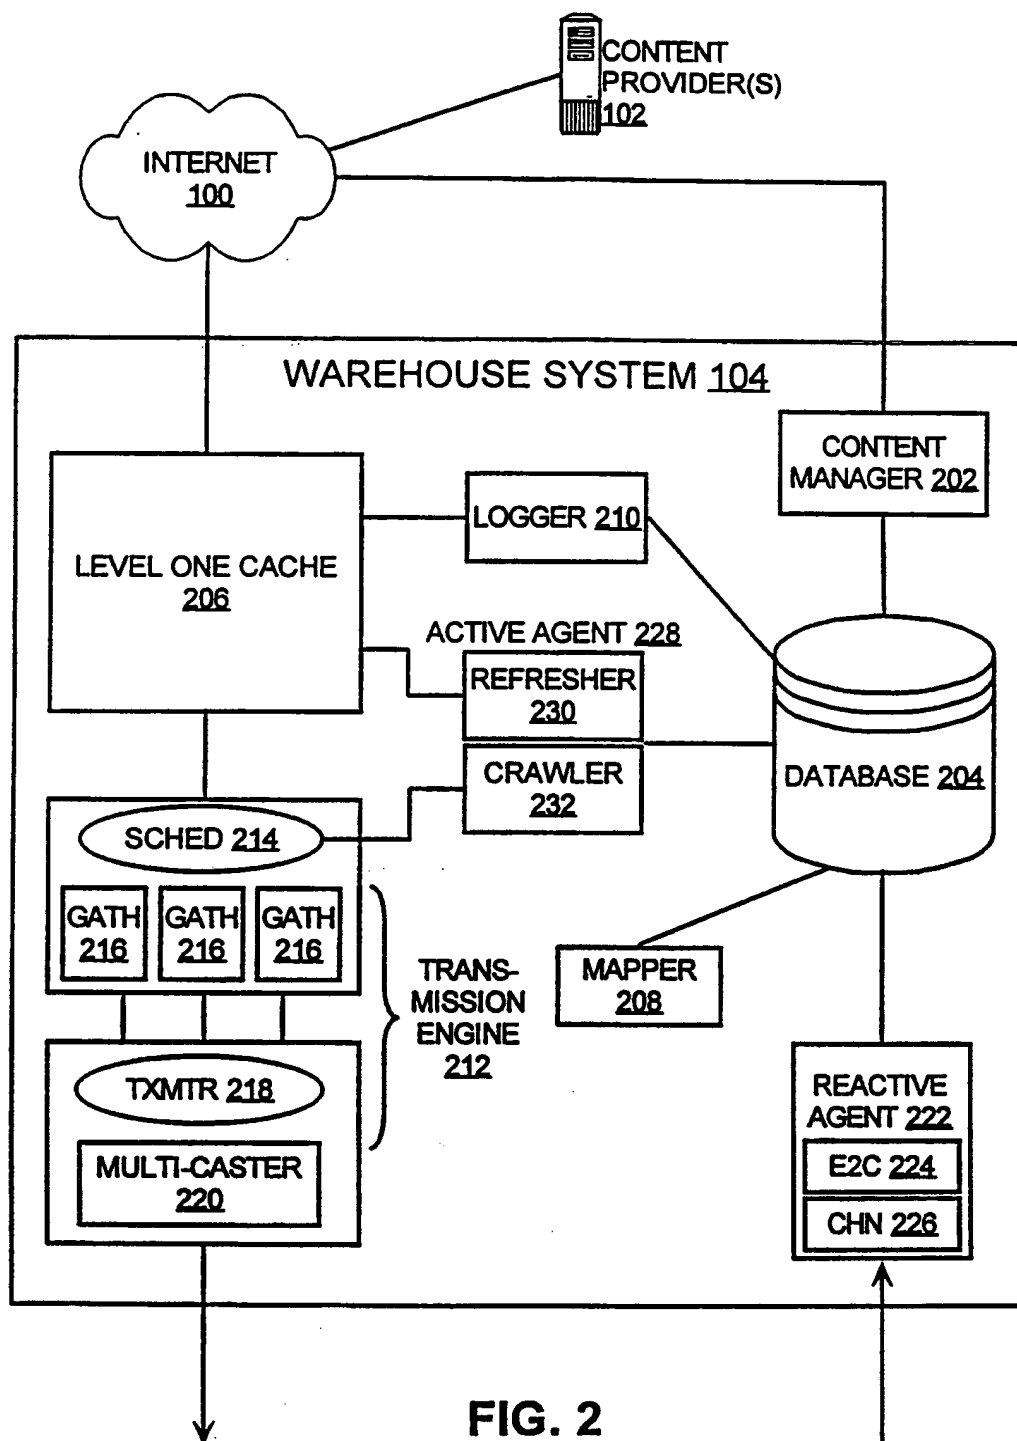 CONTENT
PROVIDER(S)
102
INTERNET
100
WAREHOUSE SYSTEM 104
CONTENT
MANAGER 202
LEVEL ONE CACHE
206
LOGGER 210
ACTIVE AGENT 228
REFRESHER
230
CRAWLER
232
DATABASE 204
SCHED 214
GATH
216
GATH
216
GATH
216
TRANS-
MISSION
ENGINE
212
MAPPER
208
TXMTR 218
MULTI-CASTER
220
REACTIVE
AGENT 222
E2C 224
CHN 226
FIG. 2